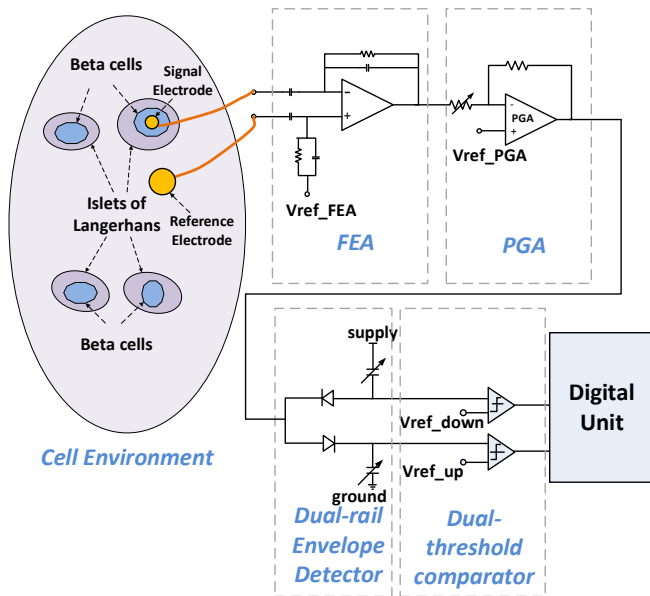 Beta cells
Signal
Electrode
Islets of
Langerhans
Reference
Electrode
Beta cells
Cell Environment
−
+
Vref_FEA
FEA
-
PGA
+
Vref_PGA
PGA
supply
ground
Dual-rail
Envelope
Detector
Vref_down
Vref_up
Dual-
threshold
comparator
Digital
Unit